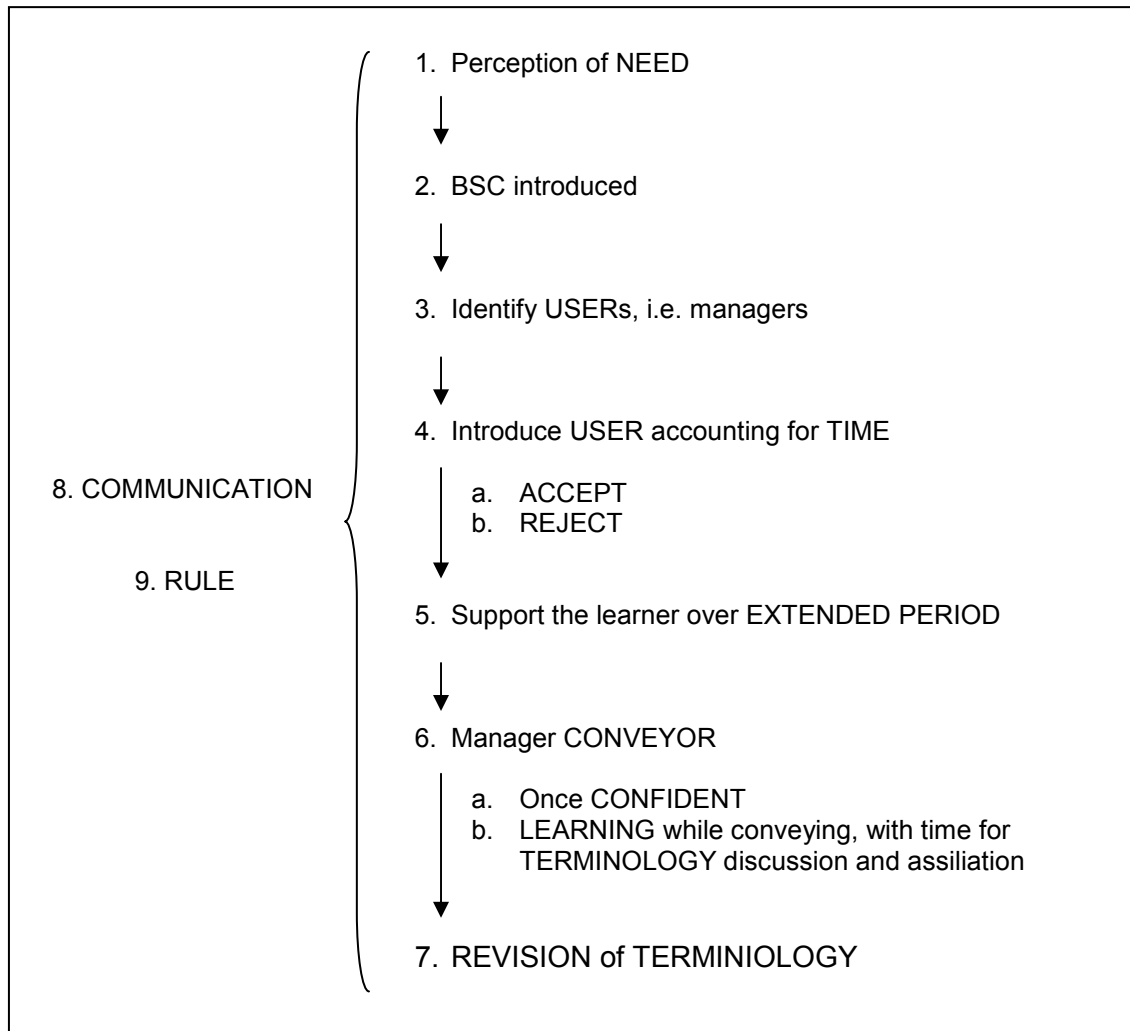 1. Perception of NEED
2. BSC introduced
3. Identify USERs, i.e. managers
4. Introduce USER accounting for TIME
a. ACCEPT
b. REJECT
8. COMMUNICATION
9. RULE
5. Support the learner over EXTENDED PERIOD
6. Manager CONVEYOR
a. Once CONFIDENT
b. LEARNING while conveying, with time for
TERMINOLOGY discussion and assiliation
7. REVISION of TERMINIOLOGY